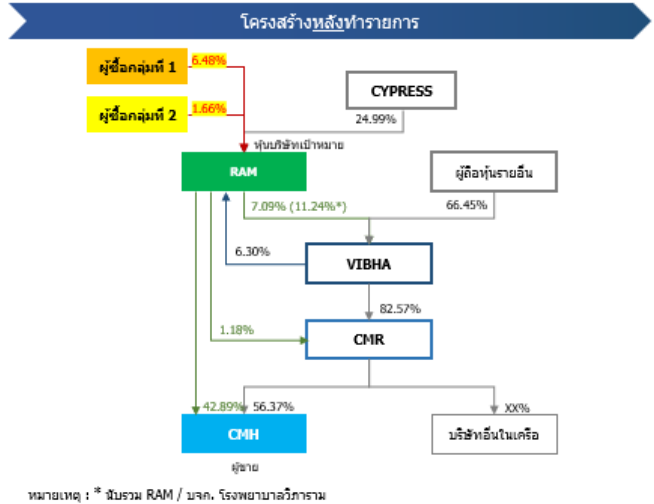 โครงสร้างหลังทำรายการ
ผู้ซื้อกลุ่มที่ 1
6.48%
CYPRESS
ผู้ซื้อกลุ่มที่ 2
1.66%
24.99%
หุ้นบริษัทเป้าหมาย
RAM
ผู้ถือหุ้นรายอื่น
7.09% (11.24%*)
66.45%
6.30%
VIBHA
82.57%
1.18%
CMR
42.89%
56.37%
XX%
CMH
บริษัทอื่นในเครือ
ผู้ขาย
หมายเหตุ : * นับรวม RAM / บจก. โรงพยาบาลวิภาราม